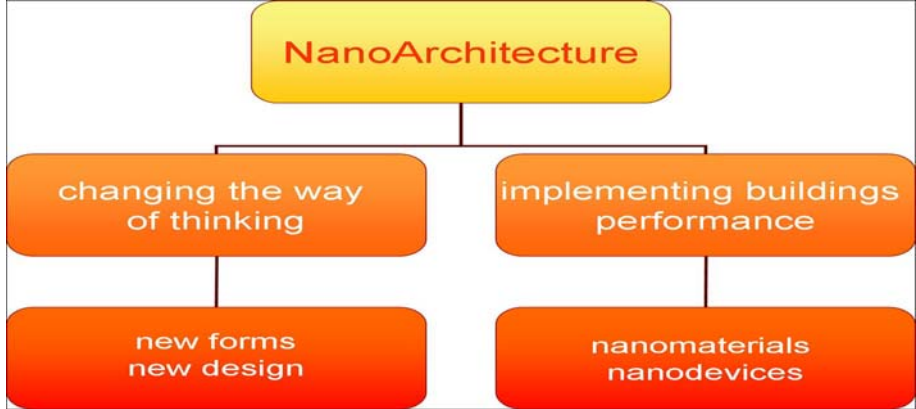 NanoArchitecture
changing the way
of thinking
implementing buildings
performance
new forms
new design
nanomaterials
nanodevices